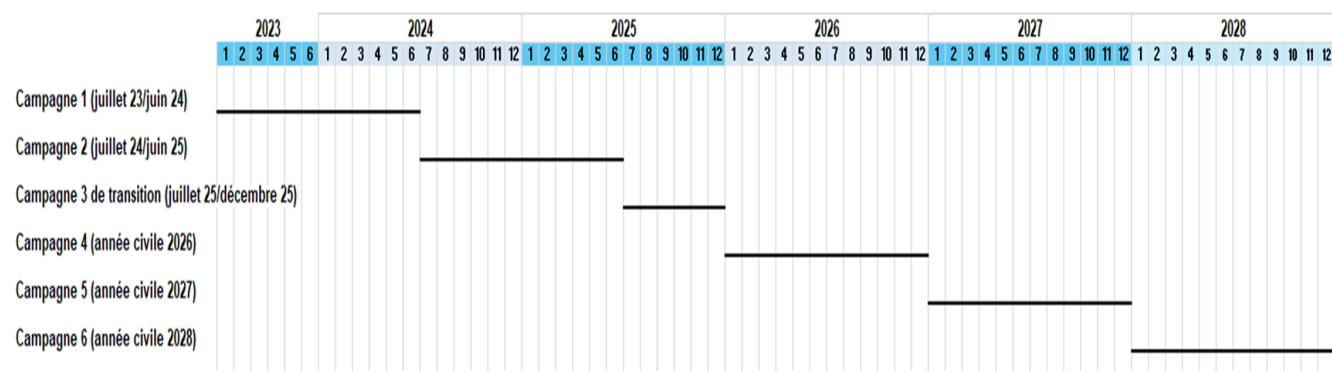 2023 2024 2025 2026 2027 2028
1 2 3 4 5 6 1 2 3 4 5 6 7 8 9 10 11 12 1 2 3 4 5 6 7 8 9 10 11 12 1 2 3 4 5 6 7 8 9 10 11 12 1 2 3 4 5 6 7 8 9 10 11 12 1 2 3 4 5 6 7 8 9 10 11 12
Campagne 1 (juillet 23/juin 24)
Campagne 2 (juillet 24/juin 25)
Campagne 3 de transition (juillet 25/décembre 25)
Campagne 4 (année civile 2026)
Campagne 5 (année civile 2027)
Campagne 6 (année civile 2028)